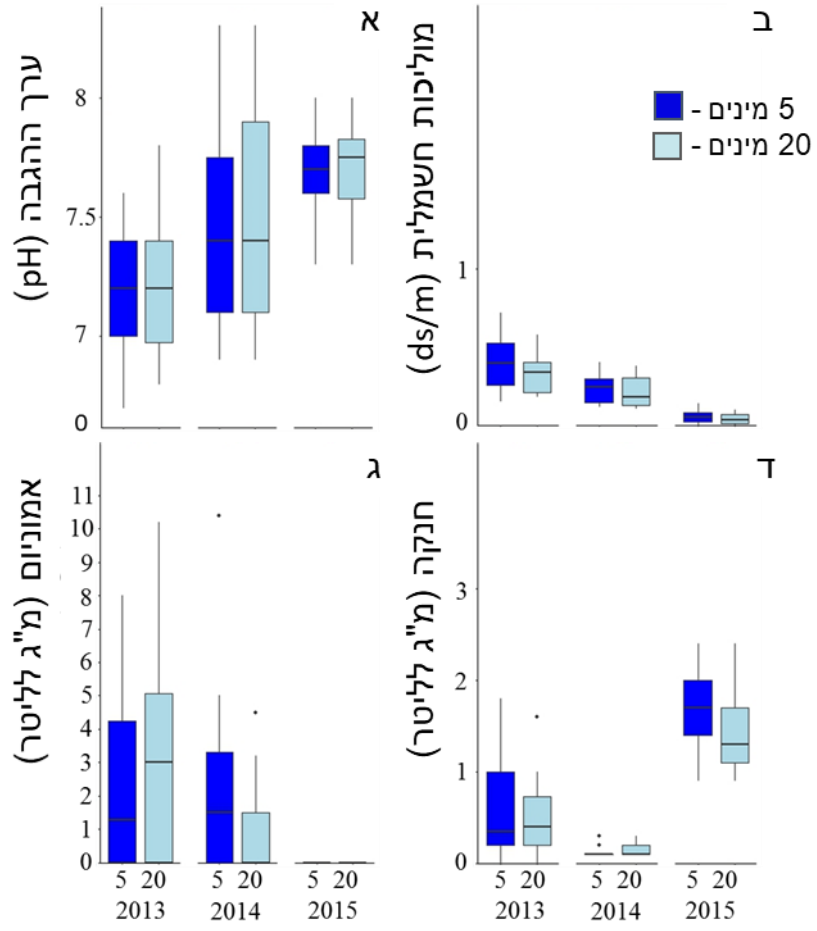 א
ערך ההגבה (pH)
8
7.5
7
0
ב
מוליכות חשמלית (ds/m)
5 מינים -
20 מינים -
1
0
ג
אמוניום (מ"ג לליטר)
11
10
9
8
7
6
5
4
3
2
1
0
5 20 5 20 5 20
2013 2014 2015
ד
חנקה (מ"ג לליטר)
3
2
1
0
5 20 5 20 5 20
2013 2014 2015